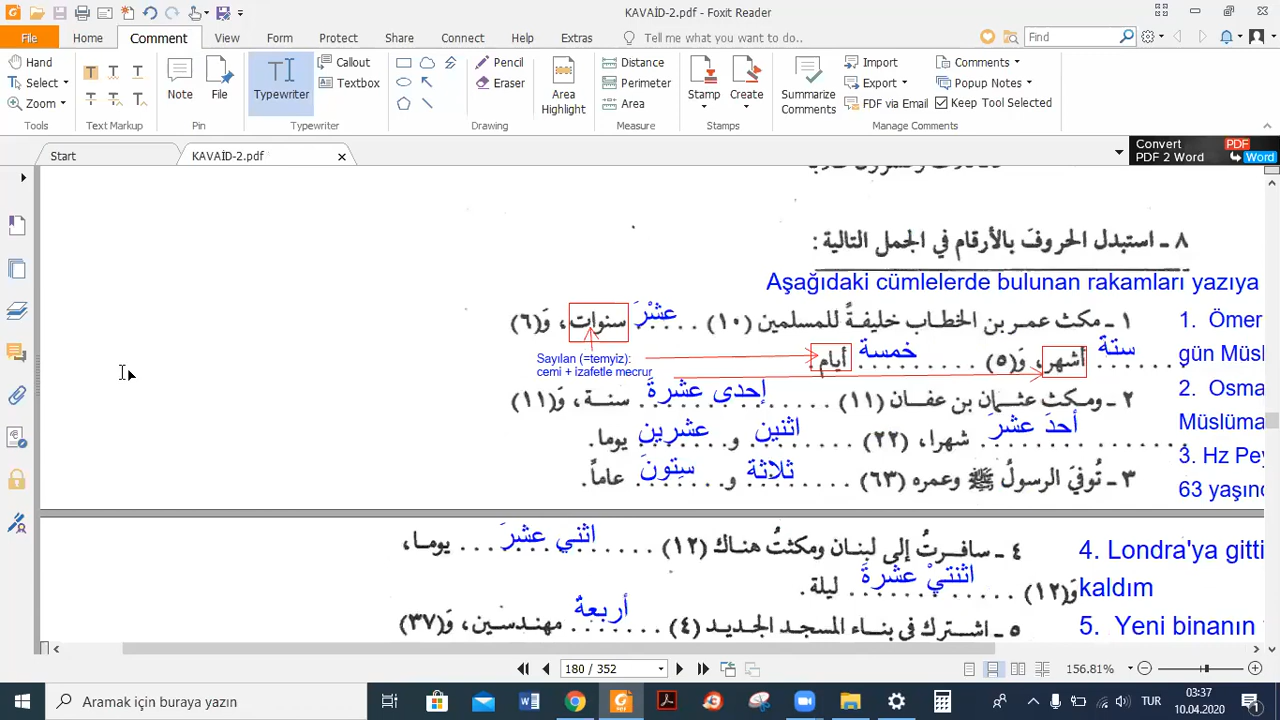 KAVAİD-2.pdf - Foxit Reader
File Home Comment View Form Protect Share Connect Help Extras Tell me what you want to do... Find
Hand
Select
Zoom
Tools
Text Markup
Note File
Pin
Typewriter
Callout
Textbox
Typewriter
Pencil
Eraser
Drawing
Area Highlight
Distance
Perimeter
Area
Measure
Stamp Create
Stamps
Summarize Comments
Import
Export
FDF via Email
Comments
Popup Notes
Keep Tool Selected
Manage Comments
Start KAVAİD-2.pdf
Convert PDF
PDF 2 Word Word
٨ ـ استبدل الحروفَ بالأرقام في الجمل التالية :
Aşağıdaki cümlelerde bulunan rakamları yazıya
١ ـ مكث عمر بن الخطاب خليفةً للمسلمين (١٠) ..... عشْرَ سنوات، وَ(٦)
1. Ömer
...... ستة أشهر، وَ(٥) ......... خمسة أيام.
gün Müsl
Sayılan (=temyiz):
cemi + izafetle mecrur
٢ ـ ومكث عثمان بن عفان (١١) ............ إحدى عشرةَ سنة، وَ(١١)
2. Osma
............ أحدَ عشرَ شهرا، (٢٢) ........ اثنين و ........ عشرين يوما.
Müslüma
٣ ـ تُوفيَ الرسولُ ﷺ وعمره (٦٣) ........ ثلاثة و ........ سِتونَ عاماً.
3. Hz Pey
63 yaşınd
٤ ـ سافرتُ إلى لبنان ومكثتُ هناك (١٢) ............ اثني عشرَ يوما،
4. Londra'ya gitti
وَ(١٢) ............ اثنتيْ عشرةَ ليلة.
kaldım
٥ ـ اشترك في بناء المسجد الجديد (٤) ....... أربعةُ مهندسين، وَ(٣٧)
5. Yeni binanın
180 / 352
156.81%
Aramak için buraya yazın
TUR
03:37
10.04.2020